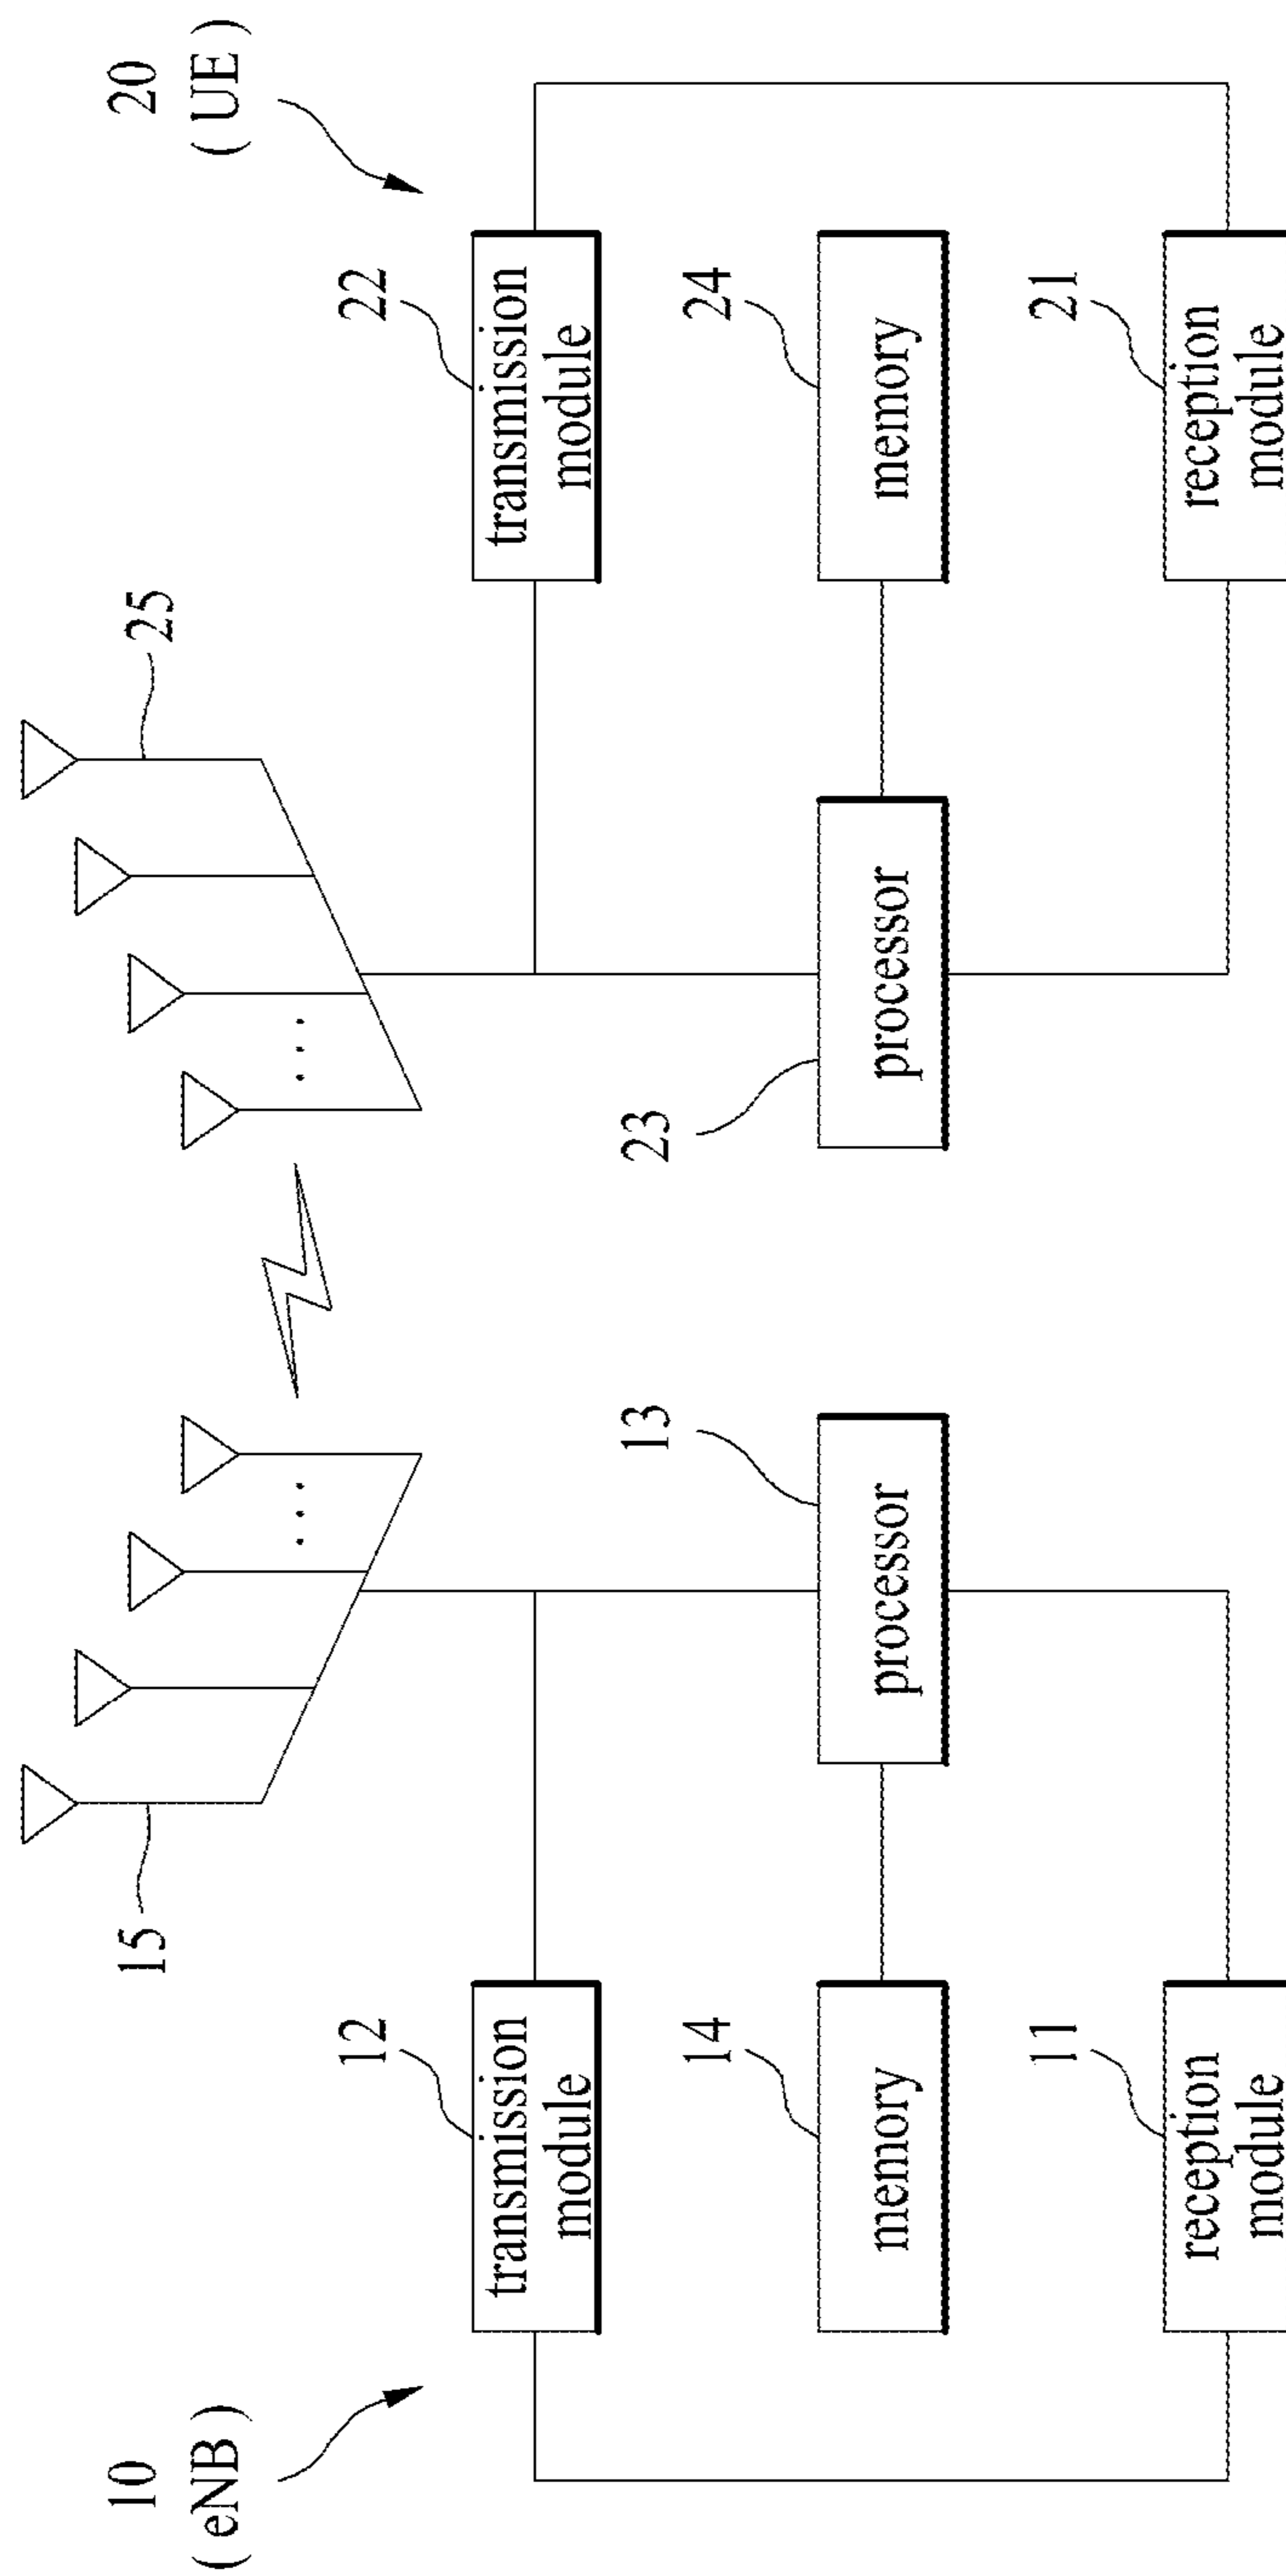 10
( eNB )
20
( UE )
15
25
12
transmission
module
22
transmission
module
13
processor
23
processor
14
memory
24
memory
11
reception
module
21
reception
module
...
...